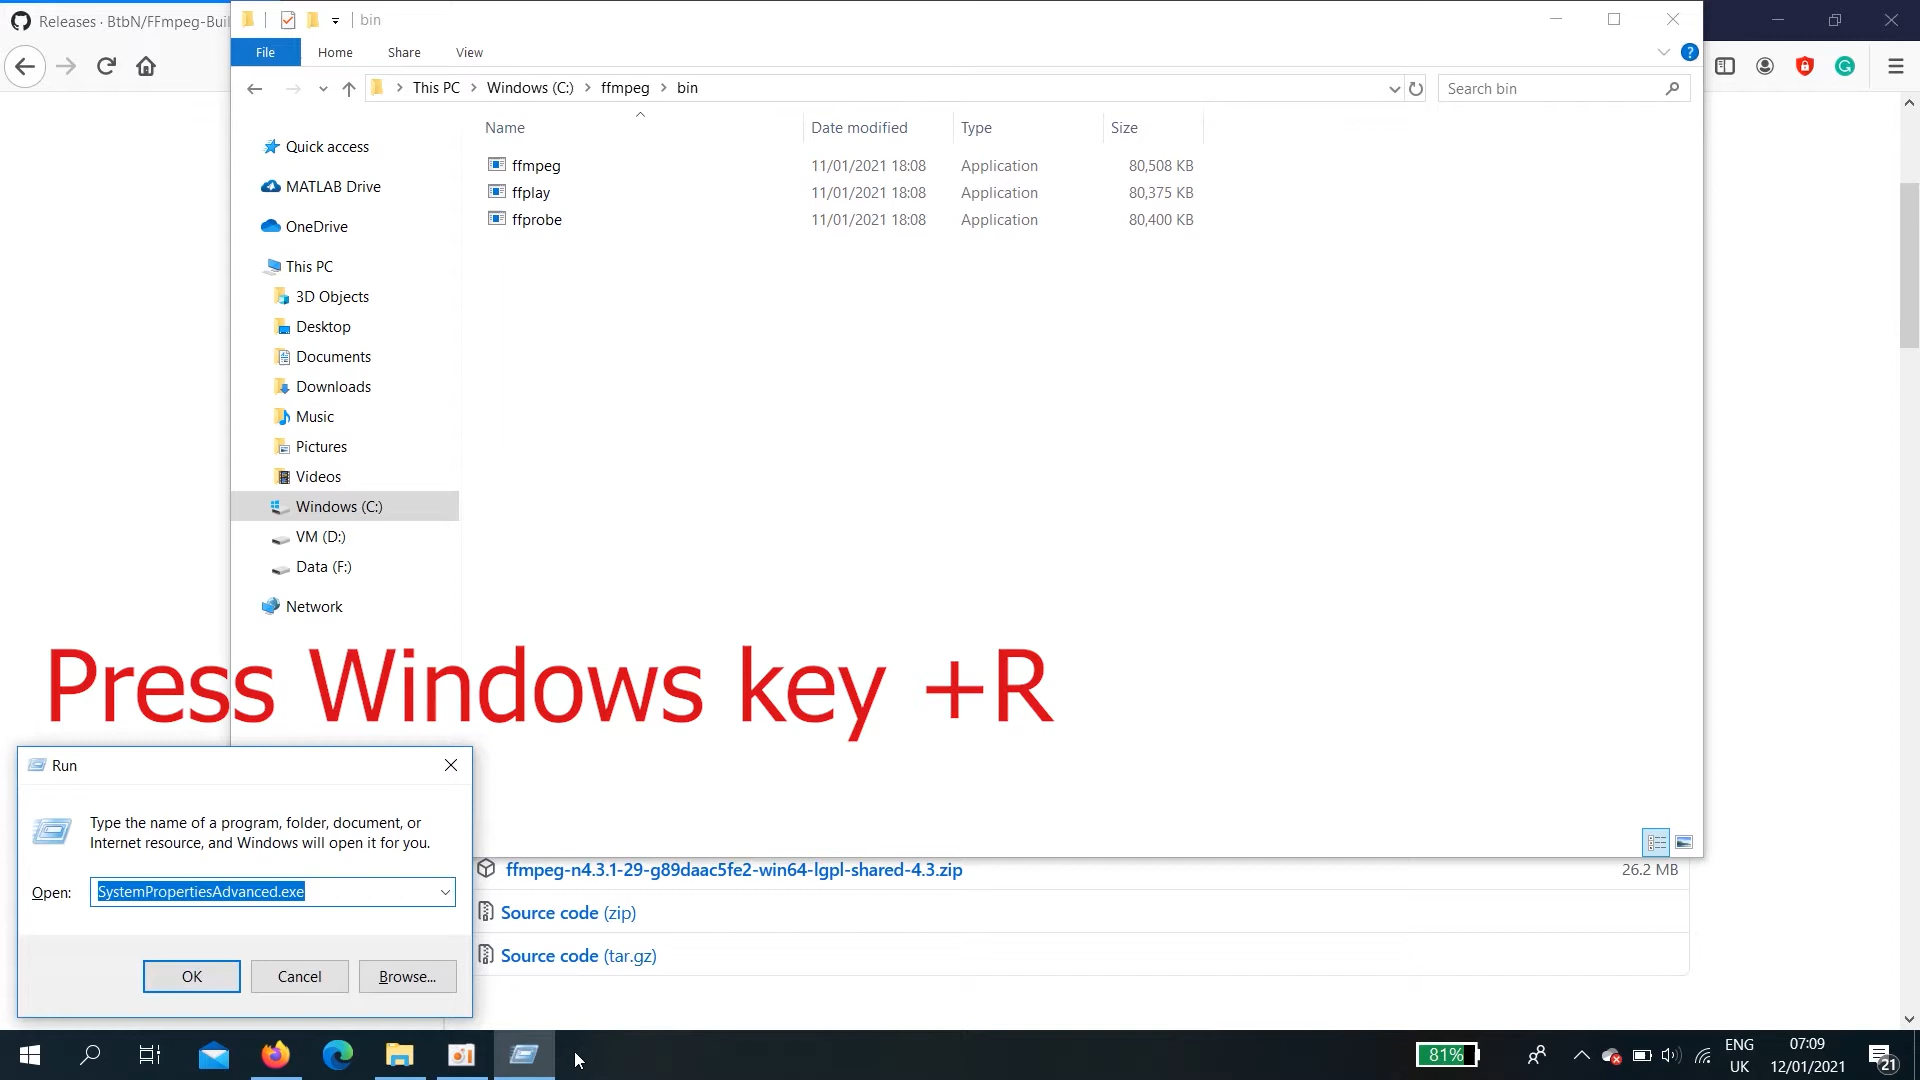 Releases · BtbN/FFmpeg-Buil
bin
File
Home
Share
View
?
This PC
Windows (C:)
ffmpeg
bin
Search bin
Name
Date modified
Type
Size
ffmpeg
11/01/2021 18:08
Application
80,508 KB
ffplay
11/01/2021 18:08
Application
80,375 KB
ffprobe
11/01/2021 18:08
Application
80,400 KB
Quick access
MATLAB Drive
OneDrive
This PC
3D Objects
Desktop
Documents
Downloads
Music
Pictures
Videos
Windows (C:)
VM (D:)
Data (F:)
Network
Press Windows key +R
Run
Type the name of a program, folder, document, or
Internet resource, and Windows will open it for you.
Open:
SystemPropertiesAdvanced.exe
OK
Cancel
Browse...
ffmpeg-n4.3.1-29-g89daac5fe2-win64-lgpl-shared-4.3.zip
26.2 MB
Source code (zip)
Source code (tar.gz)
81%
ENG
UK
07:09
12/01/2021
21